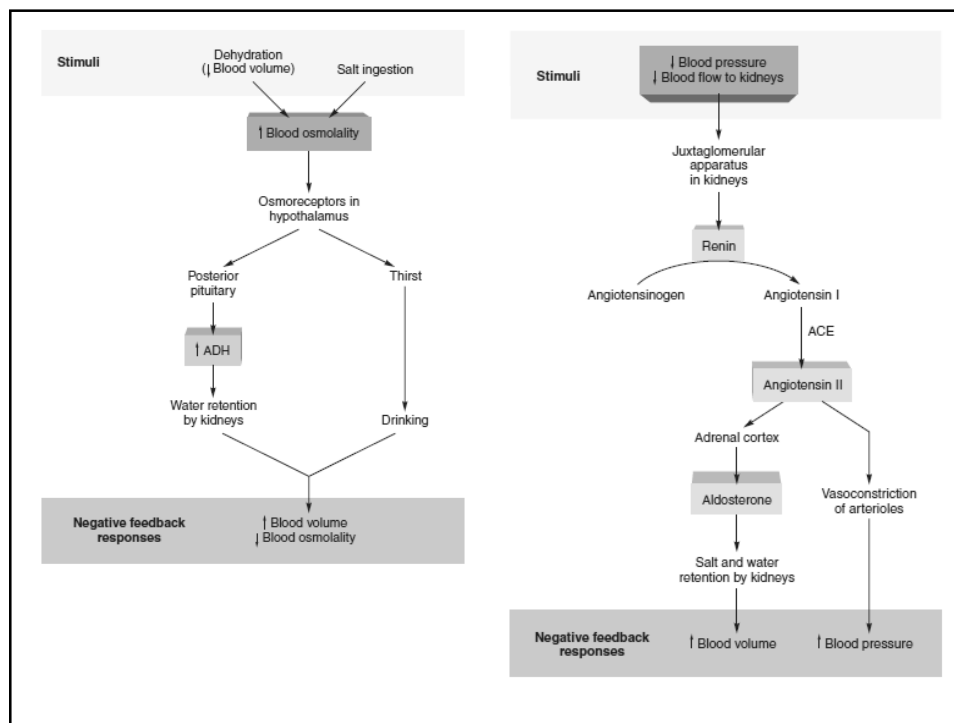 Stimuli
Dehydration
(↓ Blood volume)
Salt ingestion
↑ Blood osmolality
Osmoreceptors in
hypothalamus
Posterior
pituitary
Thirst
↑ ADH
Water retention
by kidneys
Drinking
Negative feedback
responses
↑ Blood volume
↓ Blood osmolality
Stimuli
↓ Blood pressure
↓ Blood flow to kidneys
Juxtaglomerular
apparatus
in kidneys
Renin
Angiotensinogen
Angiotensin I
ACE
Angiotensin II
Adrenal cortex
Aldosterone
Vasoconstriction
of arterioles
Salt and water
retention by kidneys
Negative feedback
responses
↑ Blood volume
↑ Blood pressure